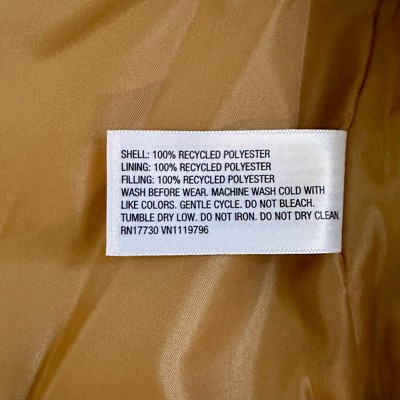 SHELL: 100% RECYCLED POLYESTER
LINING: 100% RECYCLED POLYESTER
FILLING: 100% RECYCLED POLYESTER
WASH BEFORE WEAR. MACHINE WASH COLD WITH
LIKE COLORS. GENTLE CYCLE. DO NOT BLEACH.
TUMBLE DRY LOW. DO NOT IRON. DO NOT DRY CLEAN.
RN17730 VN1119796